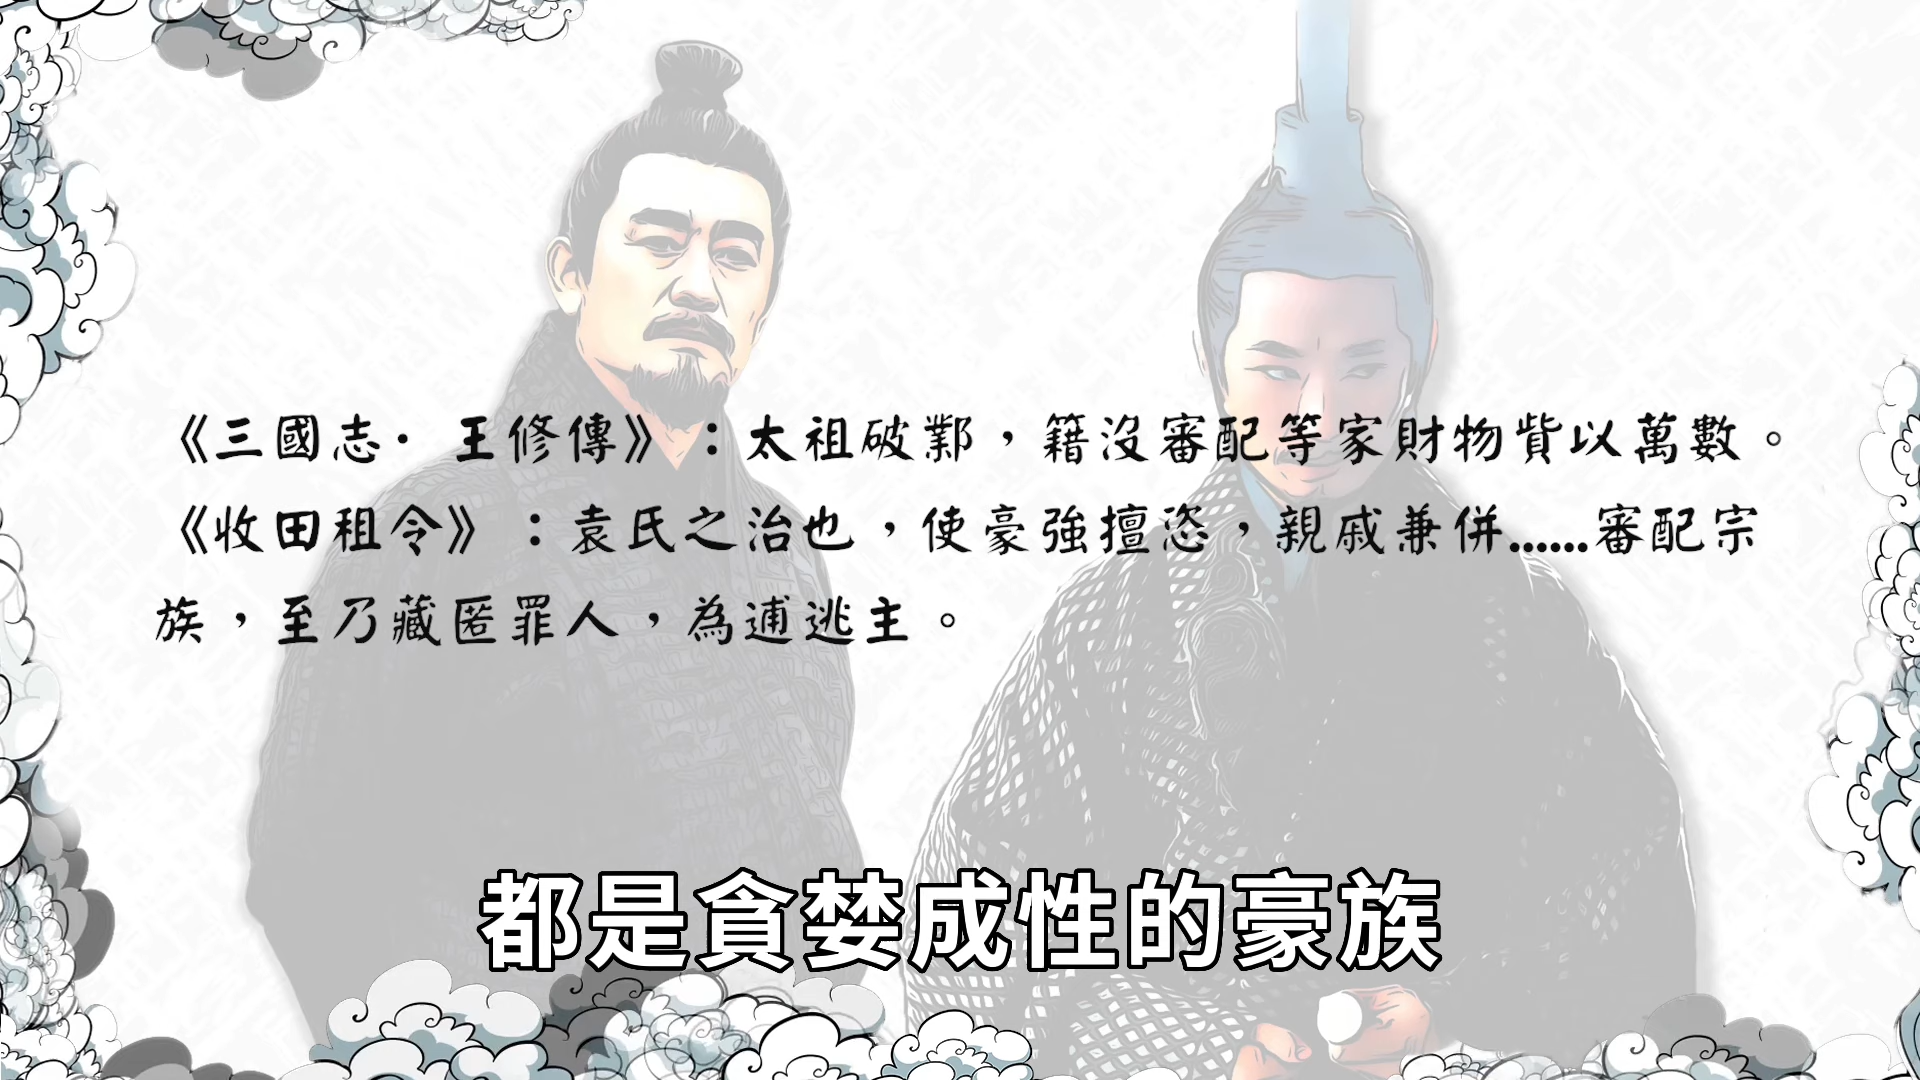 《三國志·王修傳》：太祖破鄴，籍沒審配等家財物貲以萬數。
《收田租令》：袁氏之治也，使豪強擅恣，親戚兼併......審配宗
族，至乃藏匿罪人，為逋逃主。
都是貪婪成性的豪族